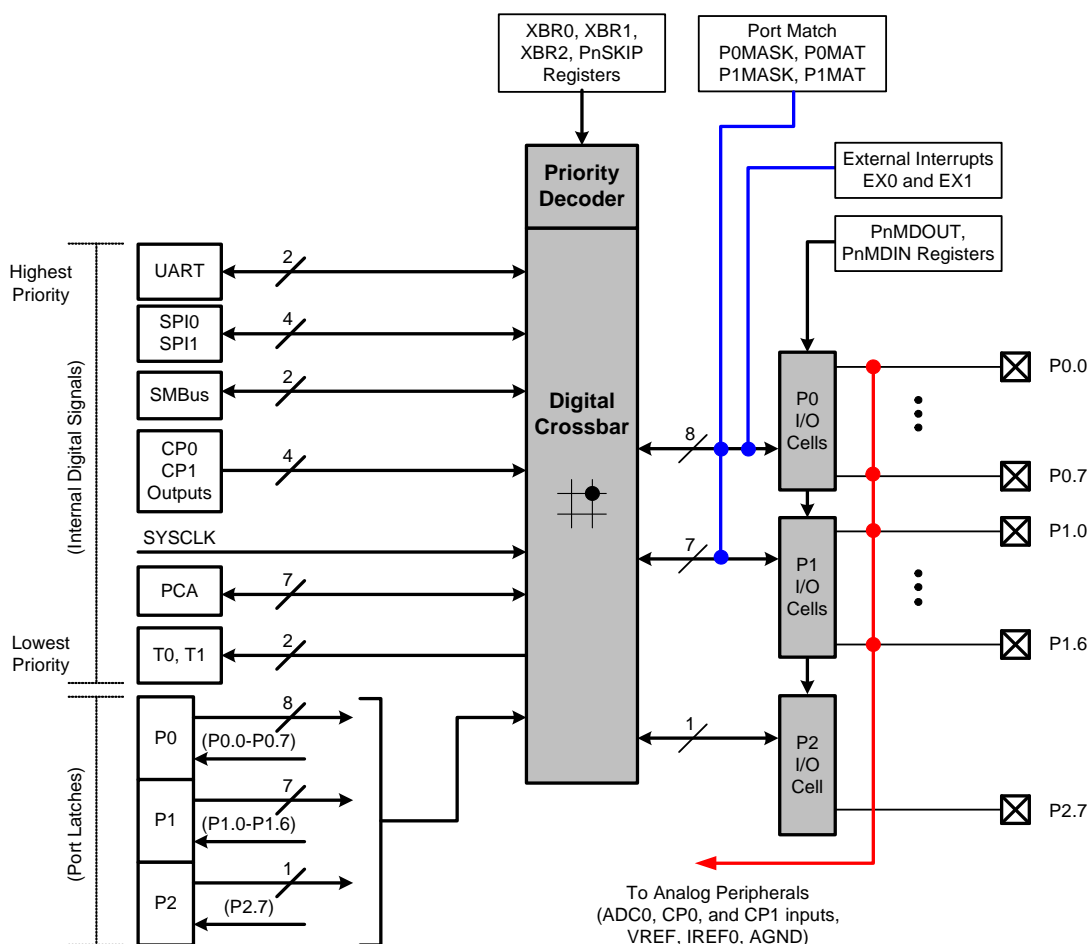 XBR0, XBR1,
XBR2, PnSKIP
Registers
Port Match
P0MASK, P0MAT
P1MASK, P1MAT
External Interrupts
EX0 and EX1
PnMDOUT,
PnMDIN Registers
Priority
Decoder
Digital
Crossbar
Highest
Priority
(Internal Digital Signals)
Lowest
Priority
UART
2
SPI0
SPI1
4
SMBus
2
CP0
CP1
Outputs
4
SYSCLK
PCA
7
T0, T1
2
(Port Latches)
P0
8
(P0.0-P0.7)
P1
7
(P1.0-P1.6)
P2
1
(P2.7)
8
P0
I/O
Cells
P0.0
P0.7
7
P1
I/O
Cells
P1.0
P1.6
1
P2
I/O
Cell
P2.7
To Analog Peripherals
(ADC0, CP0, and CP1 inputs,
VREF, IREF0, AGND)